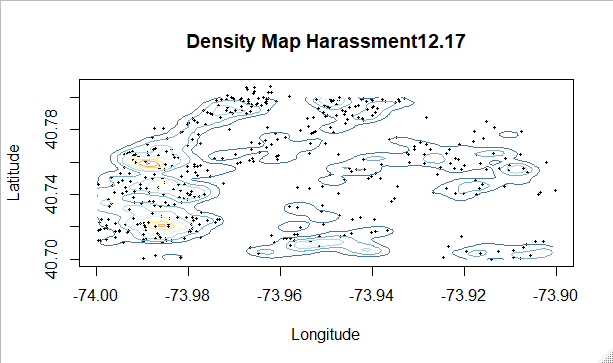 Density Map Harassment12.17
Latitude
40.78
40.74
40.70
-74.00 -73.98 -73.96 -73.94 -73.92 -73.90
Longitude